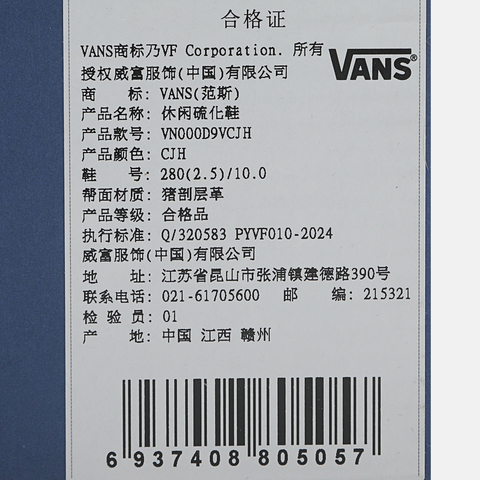 合格证
VANS商标乃VF Corporation. 所有
授权威富服饰(中国)有限公司
VANS®
商 标: VANS(范斯)
产品名称: 休闲硫化鞋
产品款号: VN000D9VCJH
产品颜色: CJH
鞋 号: 280(2.5)/10.0
帮面材质: 猪剖层革
产品等级: 合格品
执行标准: Q/320583 PYVF010-2024
威富服饰(中国)有限公司
地 址: 江苏省昆山市张浦镇建德路390号
联系电话: 021-61705600 邮 编: 215321
检 验 员: 01
产 地: 中国 江西 赣州
6 937408 805057